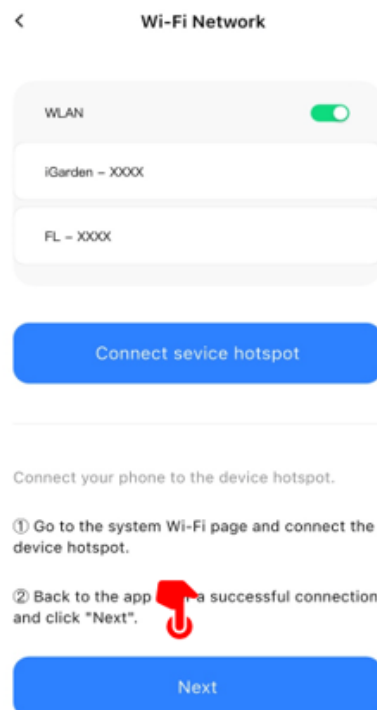 Wi-Fi Network
WLAN
iGarden – XXXX
FL – XXXX
Connect sevice hotspot
Connect your phone to the device hotspot.
① Go to the system Wi-Fi page and connect the
device hotspot.
② Back to the app a successful connection
and click "Next".
Next